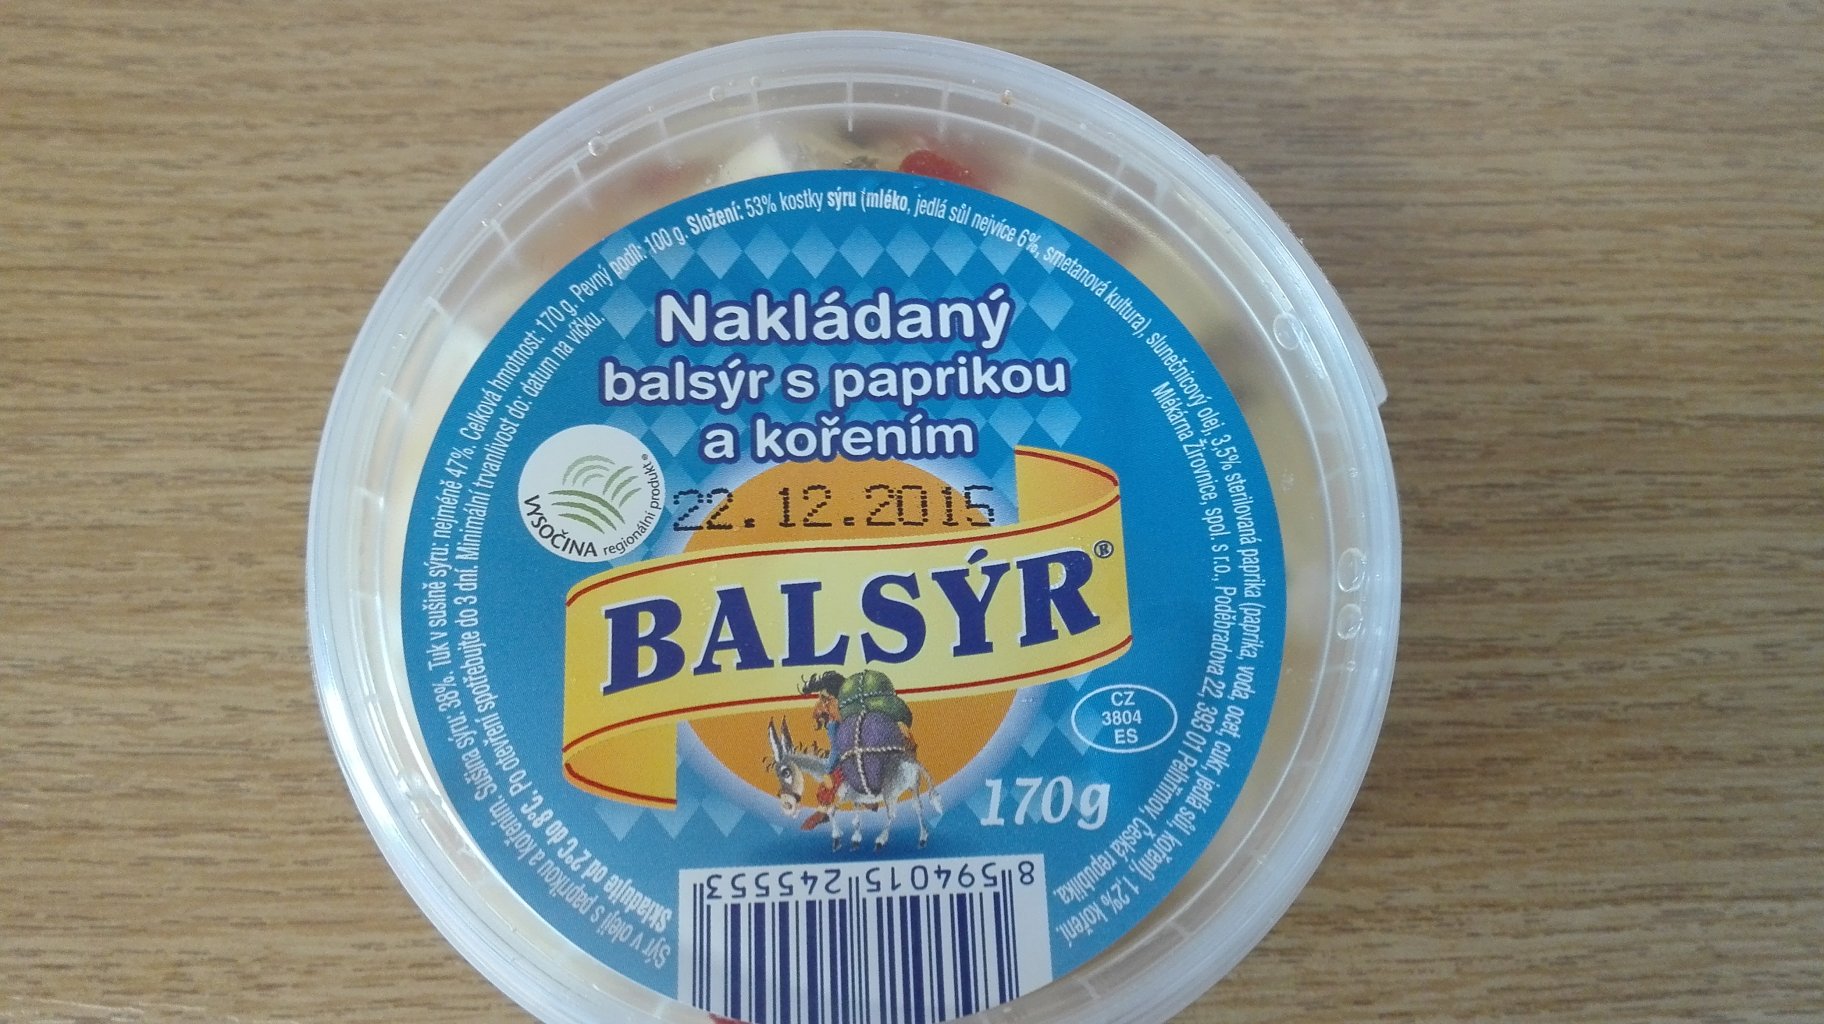 Sýr v oleji s paprikou a kořením. Sušina sýru: 38%. Tuk v sušině sýru: nejméně 47%. Celková hmotnost: 170 g. Pevný podíl: 100 g. Složení: 53% kostky sýru (mléko, jedlá sůl nejvíce 6%, smetanová kultura), slunečnicový olej, 3,5% sterilovaná paprika (paprika, voda, ocet, cukr, jedlá sůl, koření), 1,2% koření.
Skladujte od 2°C do 8°C. Po otevření spotřebujte do 3 dní. Minimální trvanlivost do: datum na víčku.
Mlékárna Žirovnice, spol. s r.o., Poděbradova 22, 393 01 Pelhřimov, Česká republika
Nakládaný
balsýr s paprikou
a kořením
VYSOČINA regionální produkt®
22.12.2015
BALSÝR®
CZ
3804
ES
170g
8 594015 245553